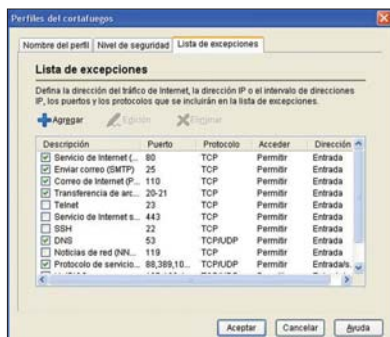 Perfiles del cortafuegos
Nombre del perfil Nivel de seguridad Lista de excepciones
Lista de excepciones
Defina la dirección del tráfico de Internet, la dirección IP o el intervalo de direcciones
IP, los puertos y los protocolos que se incluirán en la lista de excepciones.
Agregar Edición Eliminar
Descripción Puerto Protocolo Acceder Dirección
Servicio de Internet (... 80 TCP Permitir Entrada
Enviar correo (SMTP) 25 TCP Permitir Entrada
Correo de Internet (P... 110 TCP Permitir Entrada
Transferencia de arc... 20-21 TCP Permitir Entrada
Telnet 23 TCP Permitir Entrada
Servicio de Internet s... 443 TCP Permitir Entrada
SSH 22 TCP Permitir Entrada
DNS 53 TCP/UDP Permitir Entrada
Noticias de red (NN... 119 TCP Permitir Entrada
Protocolo de servicio... 88,389,10... TCP/UDP Permitir Entrada/s...
Aceptar Cancelar Ayuda